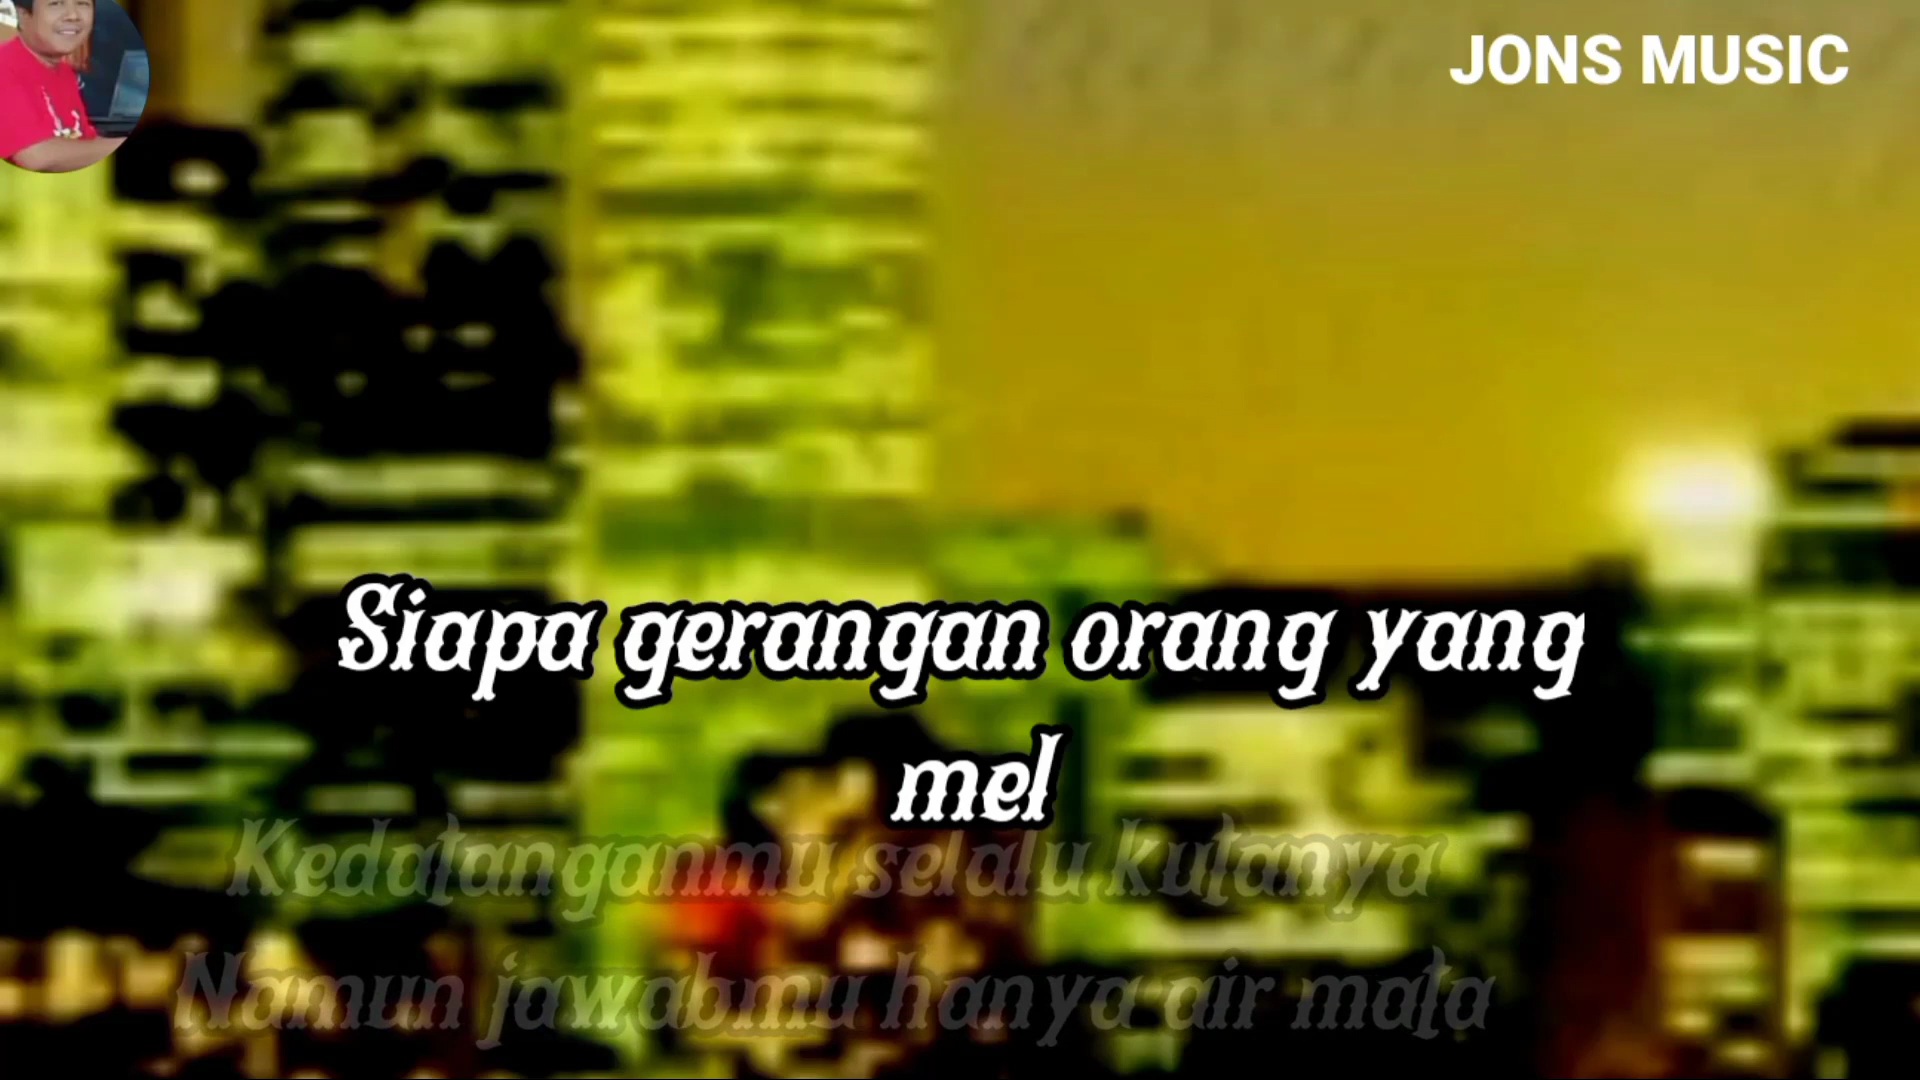 JONS MUSIC
Siapa gerangan orang yang
mel
Kedatanganmu selalu kutanya
Namun jawabmu hanya air mata